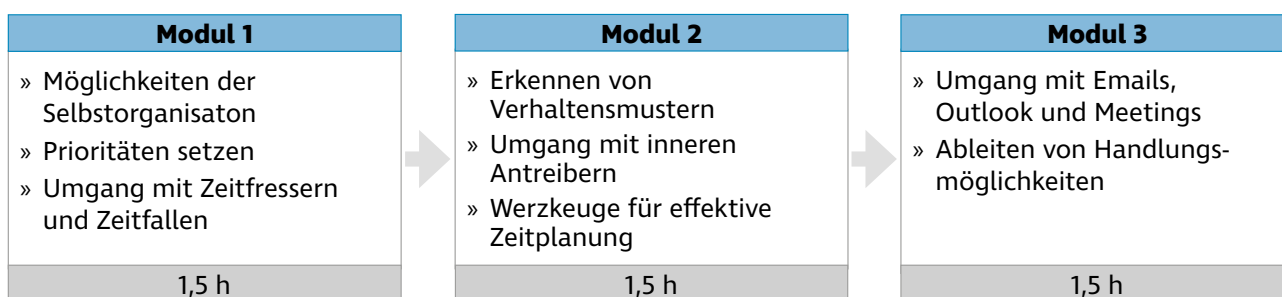 Modul 1
» Möglichkeiten der
Selbstorganisaton
» Prioritäten setzen
» Umgang mit Zeitfressern
und Zeitfallen
1,5 h
Modul 2
» Erkennen von
Verhaltensmustern
» Umgang mit inneren
Antreibern
» Werzkeuge für effektive
Zeitplanung
1,5 h
Modul 3
» Umgang mit Emails,
Outlook und Meetings
» Ableiten von Handlungs-
möglichkeiten
1,5 h